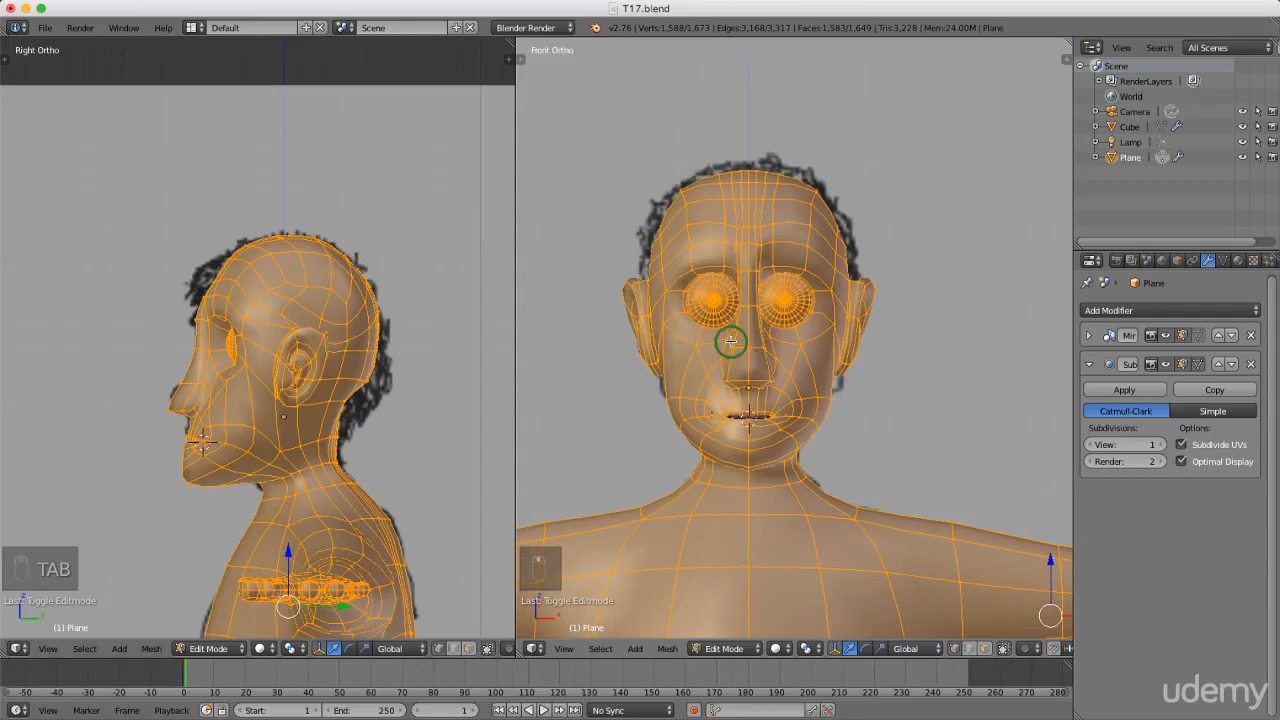 T17.blend
File Render Window Help Default Scene Blender Render v2.76 | Verts:1,588/1,673 | Edges:3,168/3,317 | Faces:1,583/1,649 | Tris:3,228 | Mem:24.00M | Plane
Right Ortho
Front Ortho
View Search All Scenes
Scene
RenderLayers
World
Camera
Cube
Lamp
Plane
Plane
Add Modifier
Mir
Sub
Apply Copy
Catmull-Clark Simple
Subdivisions: Options:
View: 1 Subdivide UVs
Render: 2 Optimal Display
TAB
Last: Toggle Editmode
Last: Toggle Editmode
(1) Plane
(1) Plane
View Select Add Mesh Edit Mode Global
View Select Add Mesh Edit Mode Global
-50 -40 -30 -20 -10 0 10 20 30 40 50 60 70 80 90 100 110 120 130 140 150 160 170 180 190 200 210 220 230 240 250 260 270 280
View Marker Frame Playback Start: 1 End: 250 1 No Sync
udemy